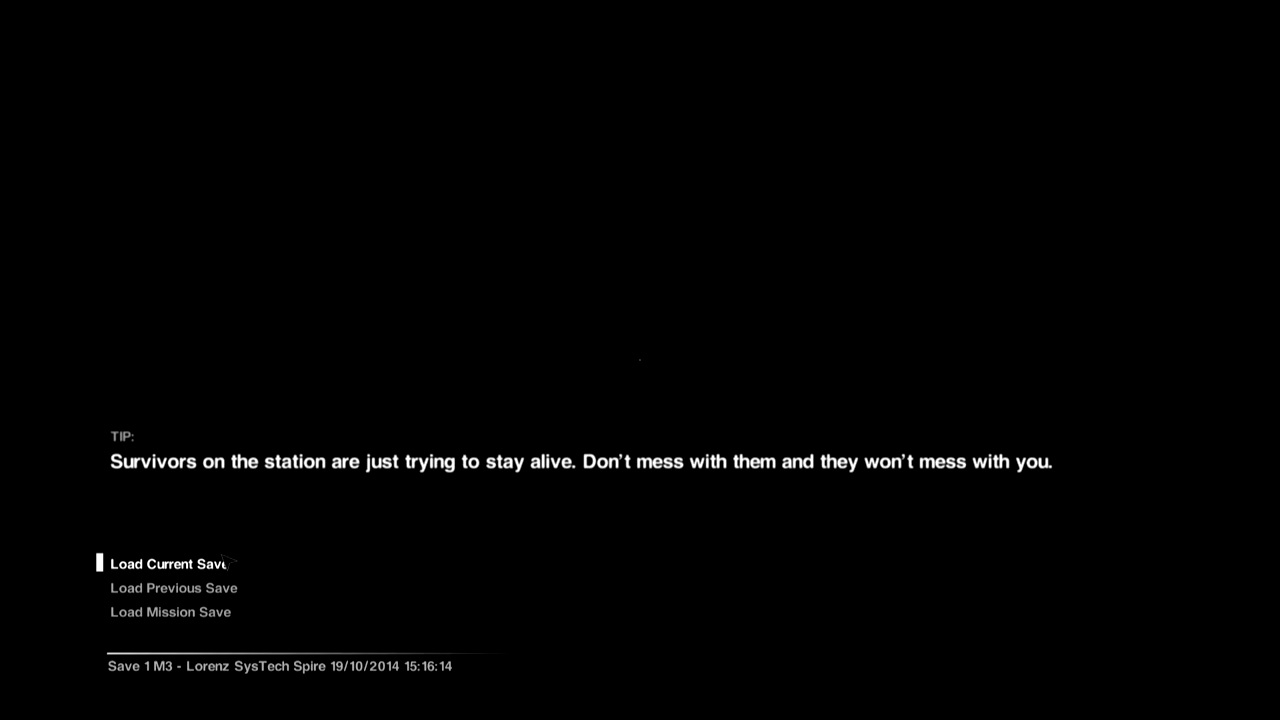 TIP:
Survivors on the station are just trying to stay alive. Don't mess with them and they won't mess with you.
Load Current Save
Load Previous Save
Load Mission Save
Save 1 M3 - Lorenz SysTech Spire 19/10/2014 15:16:14